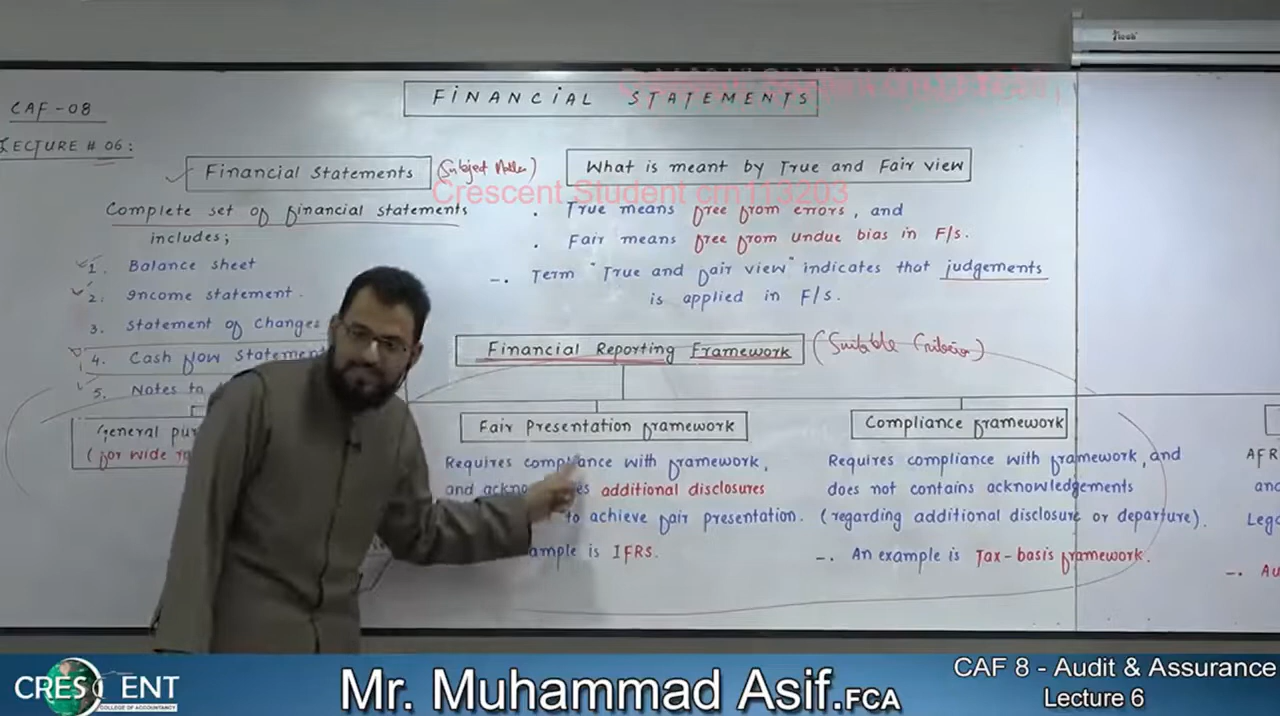 CAF - 08
LECTURE # 06:
FINANCIAL STATEMENTS
Financial Statements (Subject Matter)
Complete set of financial statements
includes;
1. Balance sheet
2. Income statement.
3. Statement of Changes
4. Cash flow statement
5. Notes to
General pur
(for wide ra
What is meant by True and Fair view
Crescent Student crn113203
. True means free from errors, and
. Fair means free from undue bias in F/s.
-. Term "True and fair view" indicates that judgements
is applied in F/s.
Financial Reporting Framework (Suitable Criteria)
Fair Presentation framework
Requires compliance with framework,
and ackno es additional disclosures
to achieve fair presentation.
ample is IFRS.
Compliance framework
Requires compliance with framework, and
does not contains acknowledgements
(regarding additional disclosure or departure).
-. An example is Tax-basis framework.
AFR
and
Lega
-. Au
CRESCENT
COLLEGE OF ACCOUNTANCY
Mr. Muhammad Asif.FCA
CAF 8 - Audit & Assurance
Lecture 6